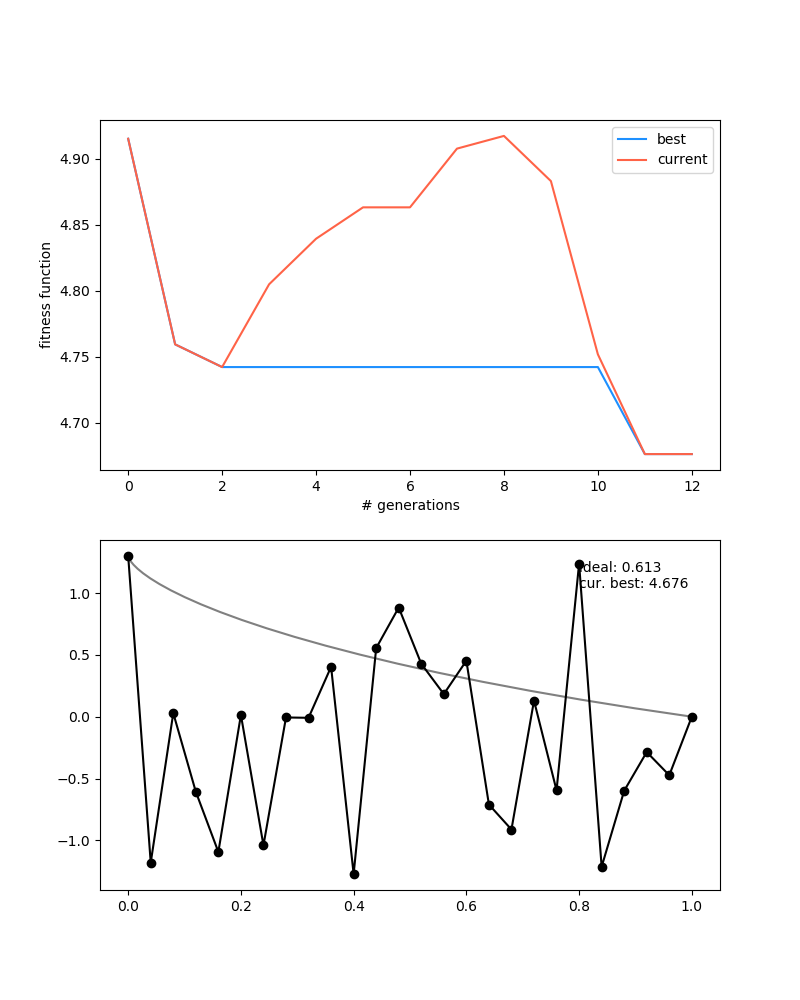 4.90
4.85
4.80
4.75
4.70
fitness function
best
current
0 2 4 6 8 10 12
# generations
1.0
0.5
0.0
−0.5
−1.0
ideal: 0.613
cur. best: 4.676
0.0 0.2 0.4 0.6 0.8 1.0